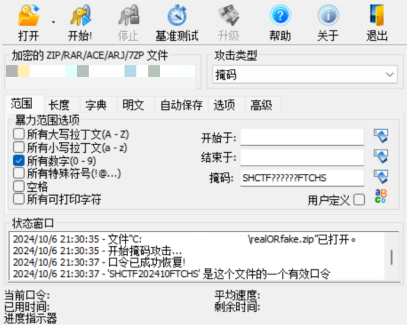 打开
开始!
停止
基准测试
升级
帮助
关于
退出
加密的 ZIP/RAR/ACE/ARJ/7ZP 文件
攻击类型
掩码
范围 长度 字典 明文 自动保存 选项 高级
暴力范围选项
所有大写拉丁文(A - Z)
所有小写拉丁文(a - z)
所有数字(0 - 9)
所有特殊符号(!@...)
空格
所有可打印字符
开始于:
结束于:
掩码: SHCTF??????FTCHS
用户定义
状态窗口
2024/10/6 21:30:35 - 文件“C: \realORfake.zip”已打开。
2024/10/6 21:30:35 - 开始掩码攻击...
2024/10/6 21:30:37 - 口令已成功恢复!
2024/10/6 21:30:37 - 'SHCTF202410FTCHS' 是这个文件的一个有效口令
当前口令: 平均速度:
已用时间: 剩余时间:
进度指示器